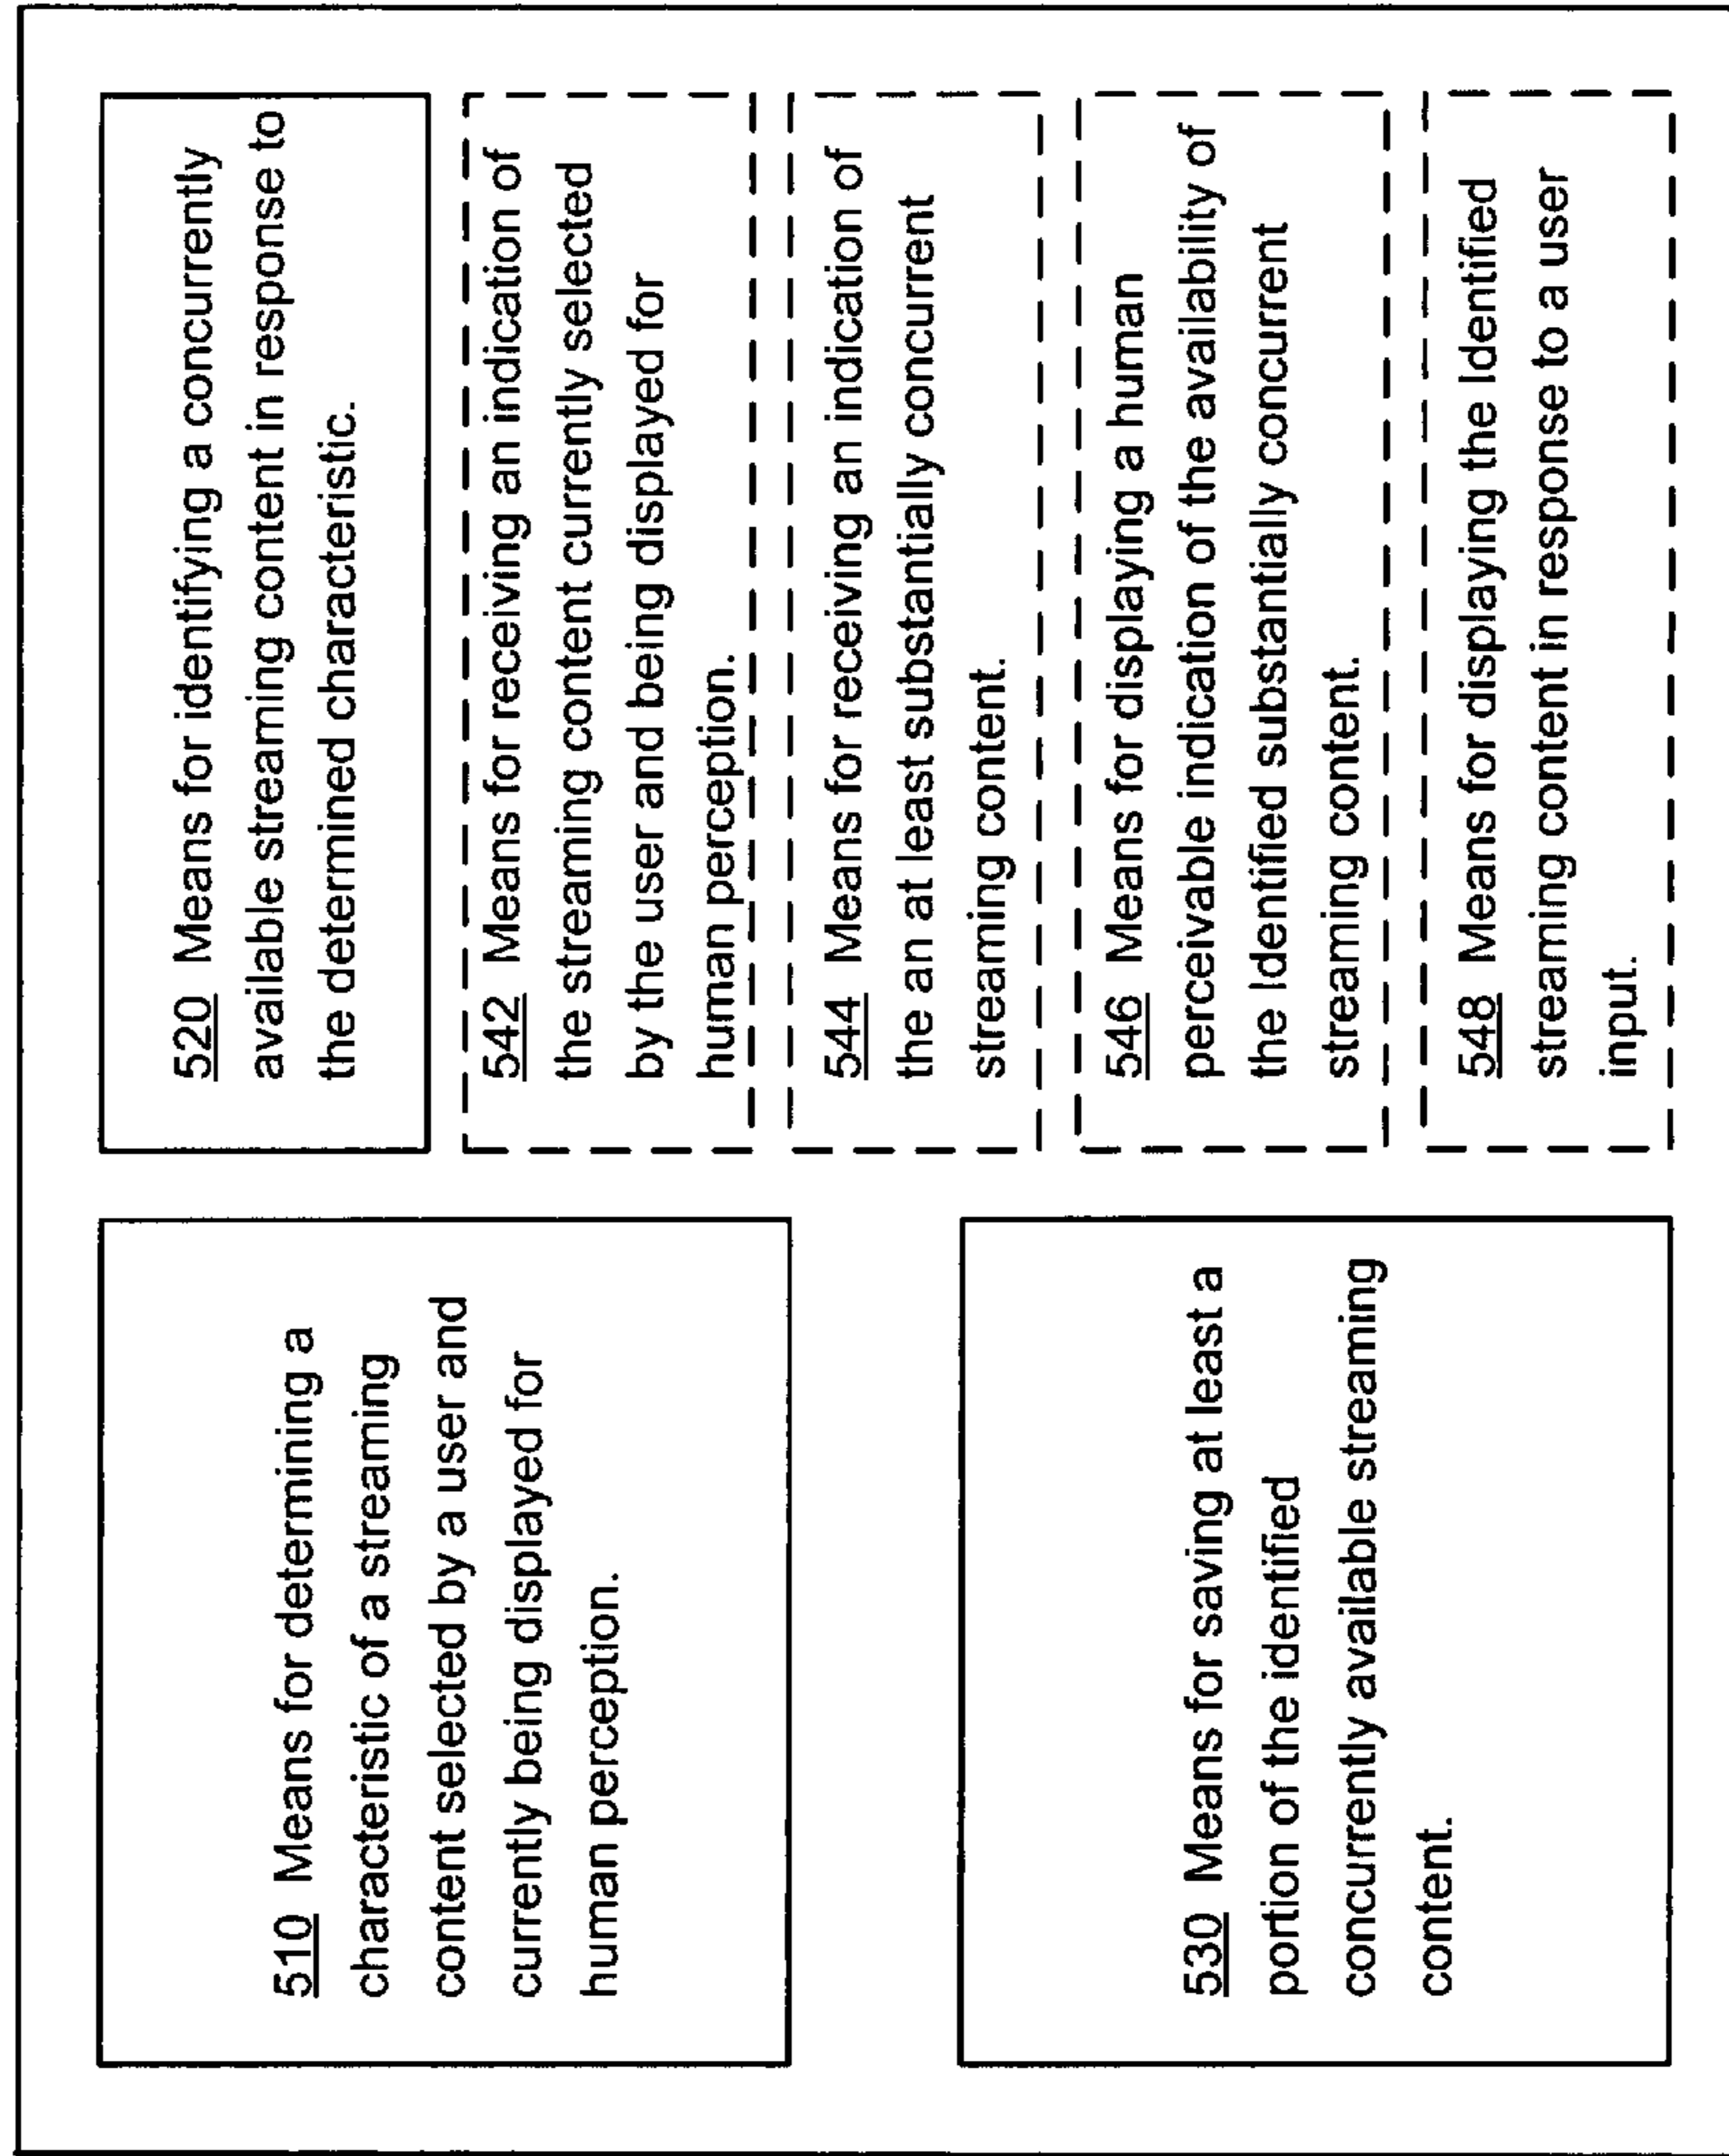 510 Means for determining a
characteristic of a streaming
content selected by a user and
currently being displayed for
human perception.
530 Means for saving at least a
portion of the identified
concurrently available streaming
content.
520 Means for identifying a concurrently
available streaming content in response to
the determined characteristic.
542 Means for receiving an indication of
the streaming content currently selected
by the user and being displayed for
human perception.
544 Means for receiving an indication of
the an at least substantially concurrent
streaming content.
546 Means for displaying a human
perceivable indication of the availability of
the Identified substantially concurrent
streaming content.
548 Means for displaying the Identified
streaming content in response to a user
input.